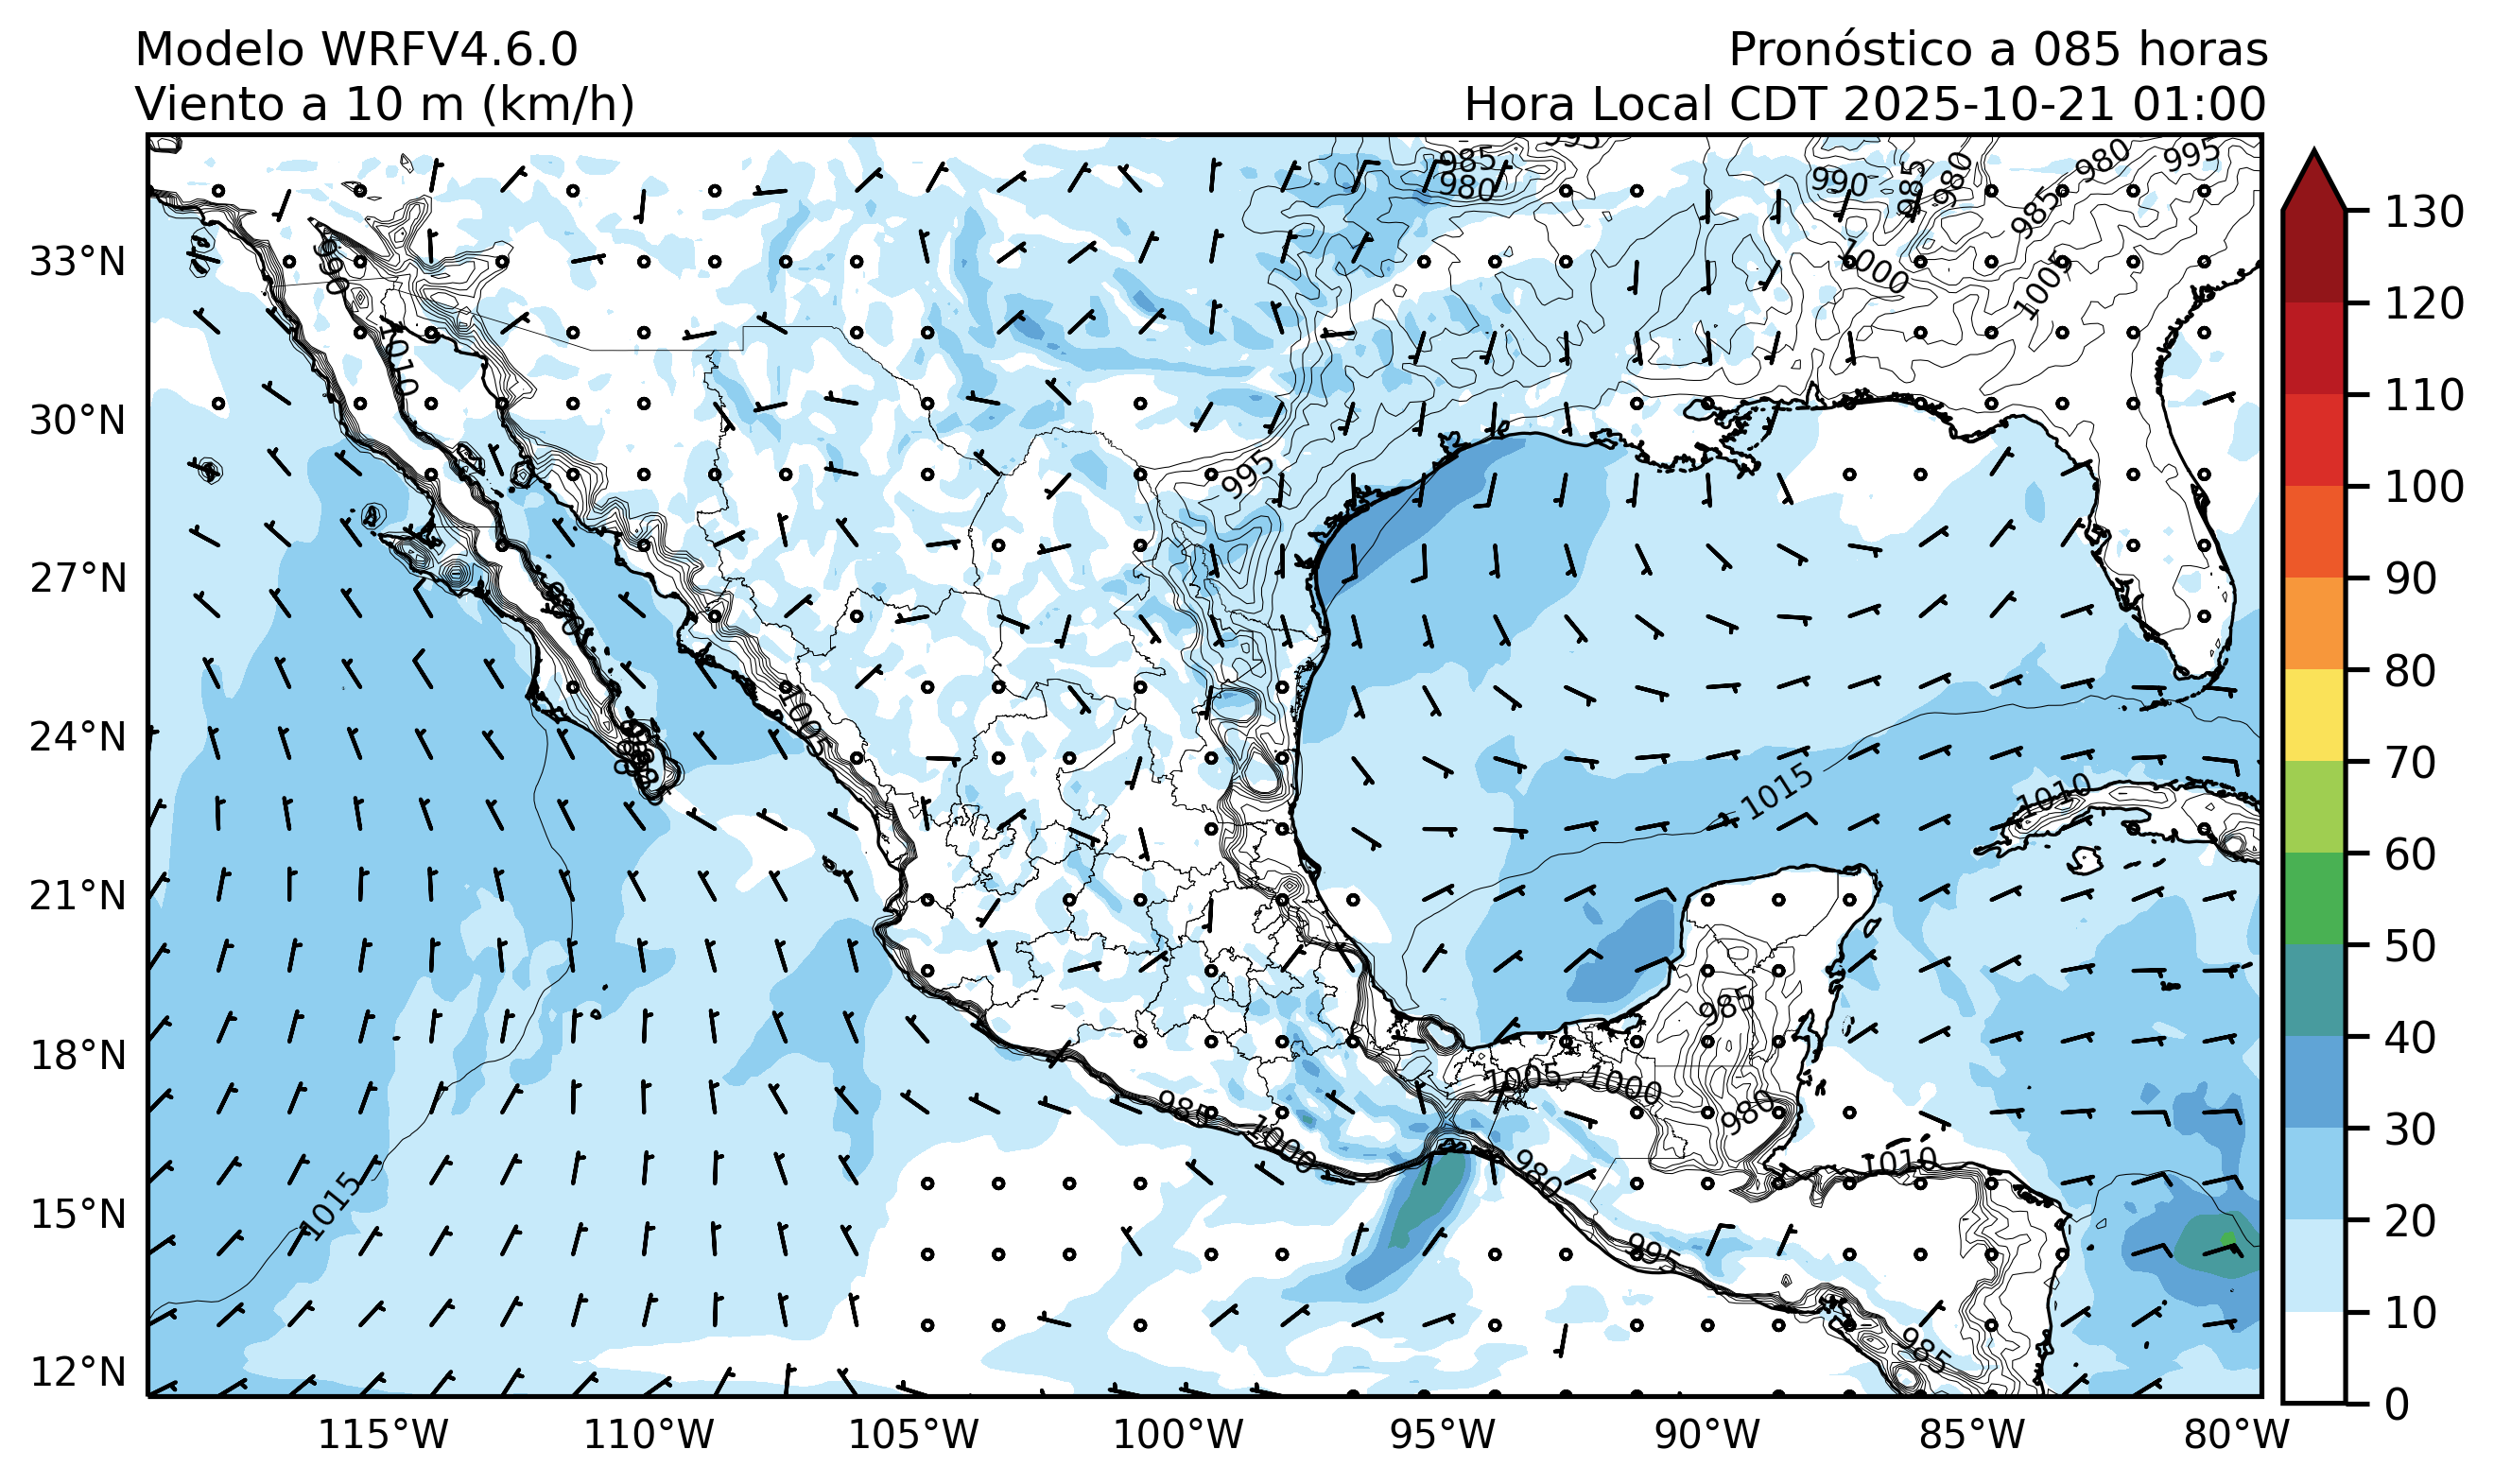 Modelo WRFV4.6.0
Viento a 10 m (km/h)
Pronóstico a 085 horas
Hora Local CDT 2025-10-21 01:00
33°N
30°N
27°N
24°N
21°N
18°N
15°N
12°N
115°W
110°W
105°W
100°W
95°W
90°W
85°W
80°W
130
120
110
100
90
80
70
60
50
40
30
20
10
0
985
980
995
990
985
980
980
995
985
1000
1005
1010
995
1005
1015
1010
985
980
1005
1000
985
1000
980
1010
995
985
1015